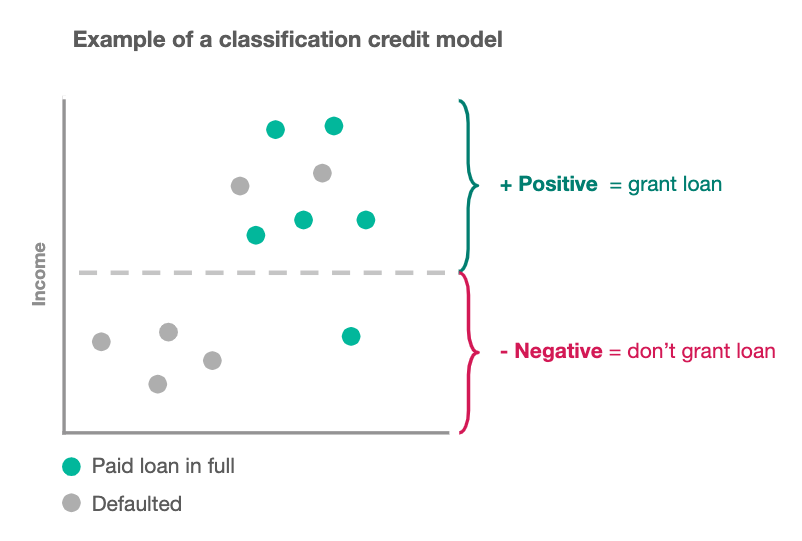 Example of a classification credit model
+ Positive = grant loan
Income
- Negative = don’t grant loan
Paid loan in full
Defaulted